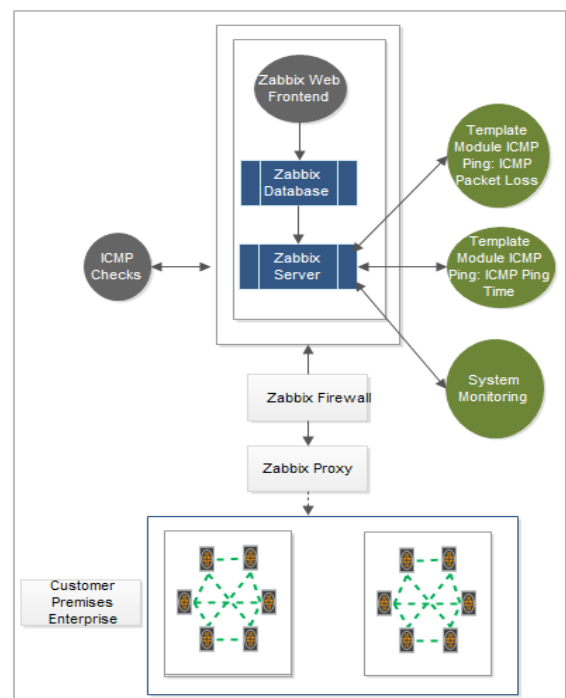 Zabbix Web
Frontend
Zabbix
Database
Zabbix
Server
ICMP
Checks
Template
Module ICMP
Ping: ICMP
Packet Loss
Template
Module ICMP
Ping: ICMP Ping
Time
System
Monitoring
Zabbix Firewall
Zabbix Proxy
Customer
Premises
Enterprise